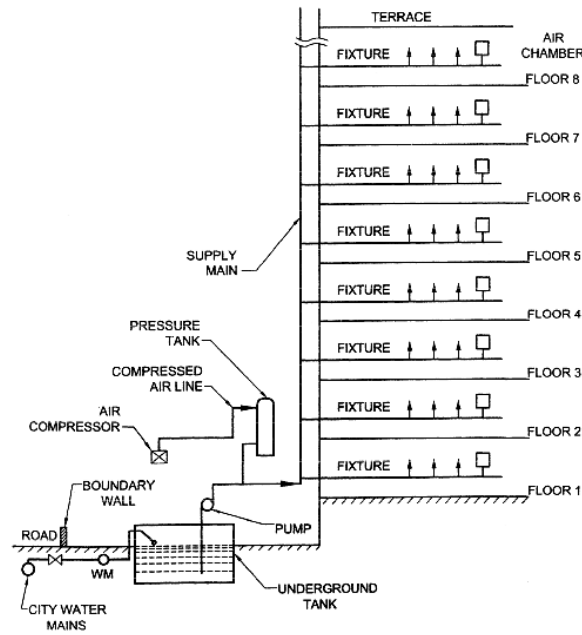 TERRACE
AIR
CHAMBER
FIXTURE
FLOOR 8
FIXTURE
FLOOR 7
FIXTURE
FLOOR 6
FIXTURE
SUPPLY
MAIN
FLOOR 5
FIXTURE
FLOOR 4
PRESSURE
TANK
FIXTURE
COMPRESSED
AIR LINE
FLOOR 3
AIR
COMPRESSOR
FIXTURE
FLOOR 2
FIXTURE
BOUNDARY
WALL
FLOOR 1
ROAD
PUMP
WM
UNDERGROUND
TANK
CITY WATER
MAINS